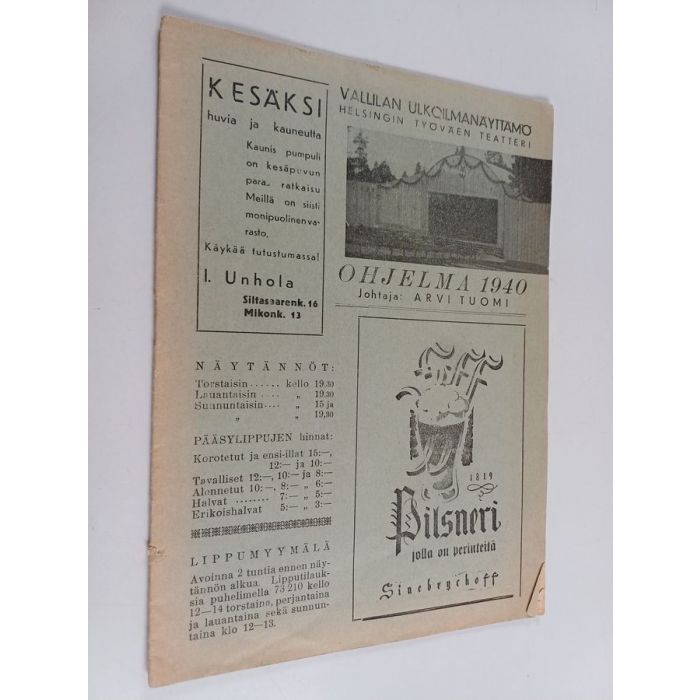 KESÄKSI
huvia ja kauneutta
Kaunis pumpuli
on kesäpuvun
paras ratkaisu
Meillä on siisti
monipuolinen va-
rasto.
Käykää tutustumassa!
I. Unhola
Siltasaarenk. 16
Mikonk. 13
VALLILAN ULKOILMANÄYTTÄMÖ
HELSINGIN TYÖVÄEN TEATTERI
OHJELMA 1940
Johtaja: ARVI TUOMI
NÄYTÄNNÖT:
Torstaisin ...... kello 19,30
Lauantaisin .... „ 19,30
Sunnuntaisin .... „ 15 ja
„ „ 19,30
PÄÄSYLIPPUJEN hinnat:
Korotetut ja ensi-illat 15:—,
12:— ja 10:—
Tavalliset 12:—, 10:— ja 8:—
Alennetut 10:—, 8:— „ 6:—
Halvat ........ 7:— „ 5:—
Erikoishalvat 5:— „ 3:—
LIPPUMYYMÄLÄ
Avoinna 2 tuntia ennen näy-
tännön alkua. Lipputilauk-
sia puhelimella 73 210 kello
12—14 torstaina, perjantaina
ja lauantaina sekä sunnun-
taina klo 12—13.
1819
Pilsneri
jolla on perinteitä
Sinebrychoff